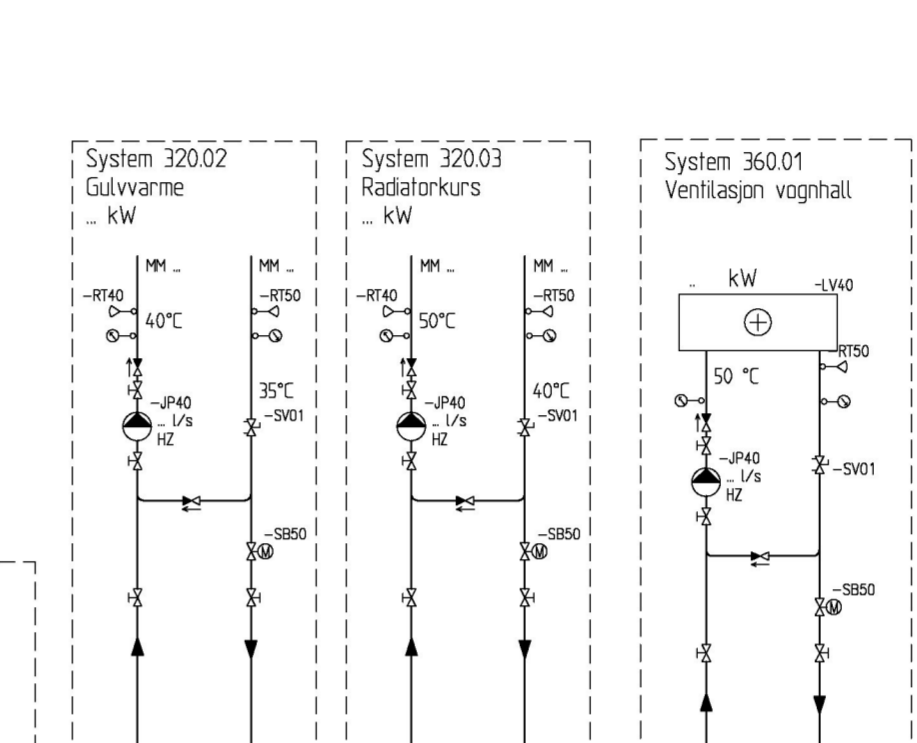 System 320.02
Gulvvarme
... kW
MM ...
MM ...
-RT40
-RT50
40°C
35°C
-JP40
... l/s
HZ
-SV01
-SB50
M
System 320.03
Radiatorkurs
... kW
MM ...
MM ...
-RT40
-RT50
50°C
40°C
-JP40
... l/s
HZ
-SV01
-SB50
M
System 360.01
Ventilasjon vognhall
.. kW
-LV40
-RT50
50 °C
-JP40
... l/s
HZ
-SV01
-SB50
M